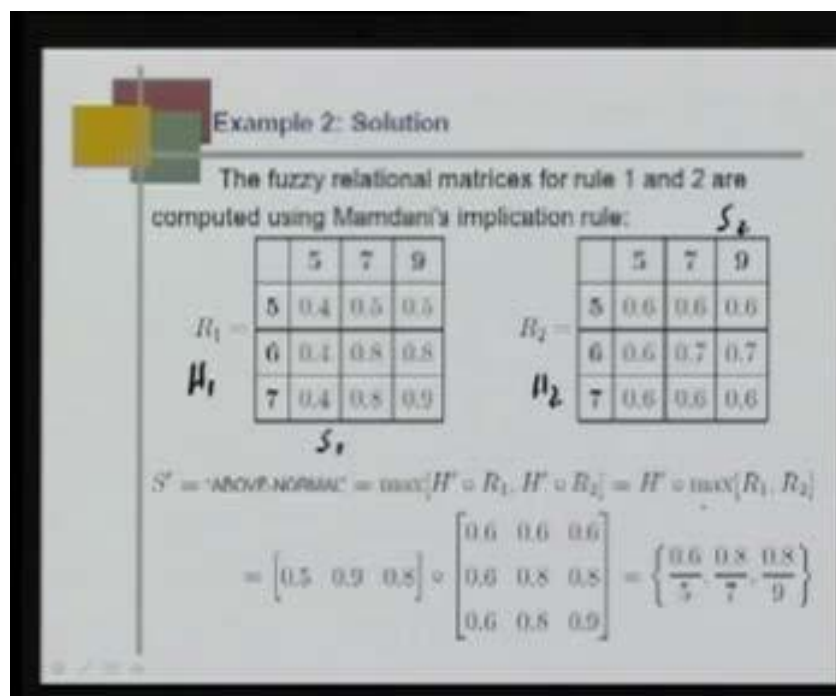 Example 2: Solution
The fuzzy relational matrices for rule 1 and 2 are
computed using Mamdani's implication rule:
S₂
5 7 9
5 0.4 0.5 0.5
R₁ =
6 0.4 0.8 0.8
μ₁
7 0.4 0.8 0.9
S₁
5 7 9
5 0.6 0.6 0.6
R₂ =
6 0.6 0.7 0.7
μ₂
7 0.6 0.6 0.6
S' = "ABOVE-NORMAL" = max[H' ∘ R₁, H' ∘ R₂] = H' ∘ max[R₁, R₂]
= [0.5 0.9 0.8] ∘ [0.6 0.6 0.6; 0.6 0.8 0.8; 0.6 0.8 0.9] = {0.6/5, 0.8/7, 0.8/9}